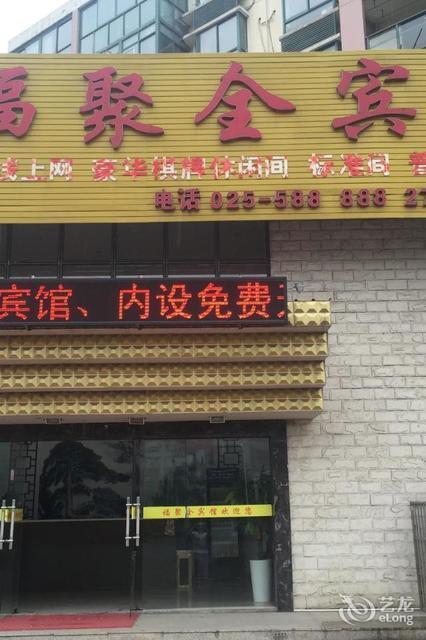 福聚全宾
线上网 豪华棋牌休闲间 标准间
电话 025-588 888 2
宾馆、内设免费
福聚全宾馆欢迎您
艺龙
eLong